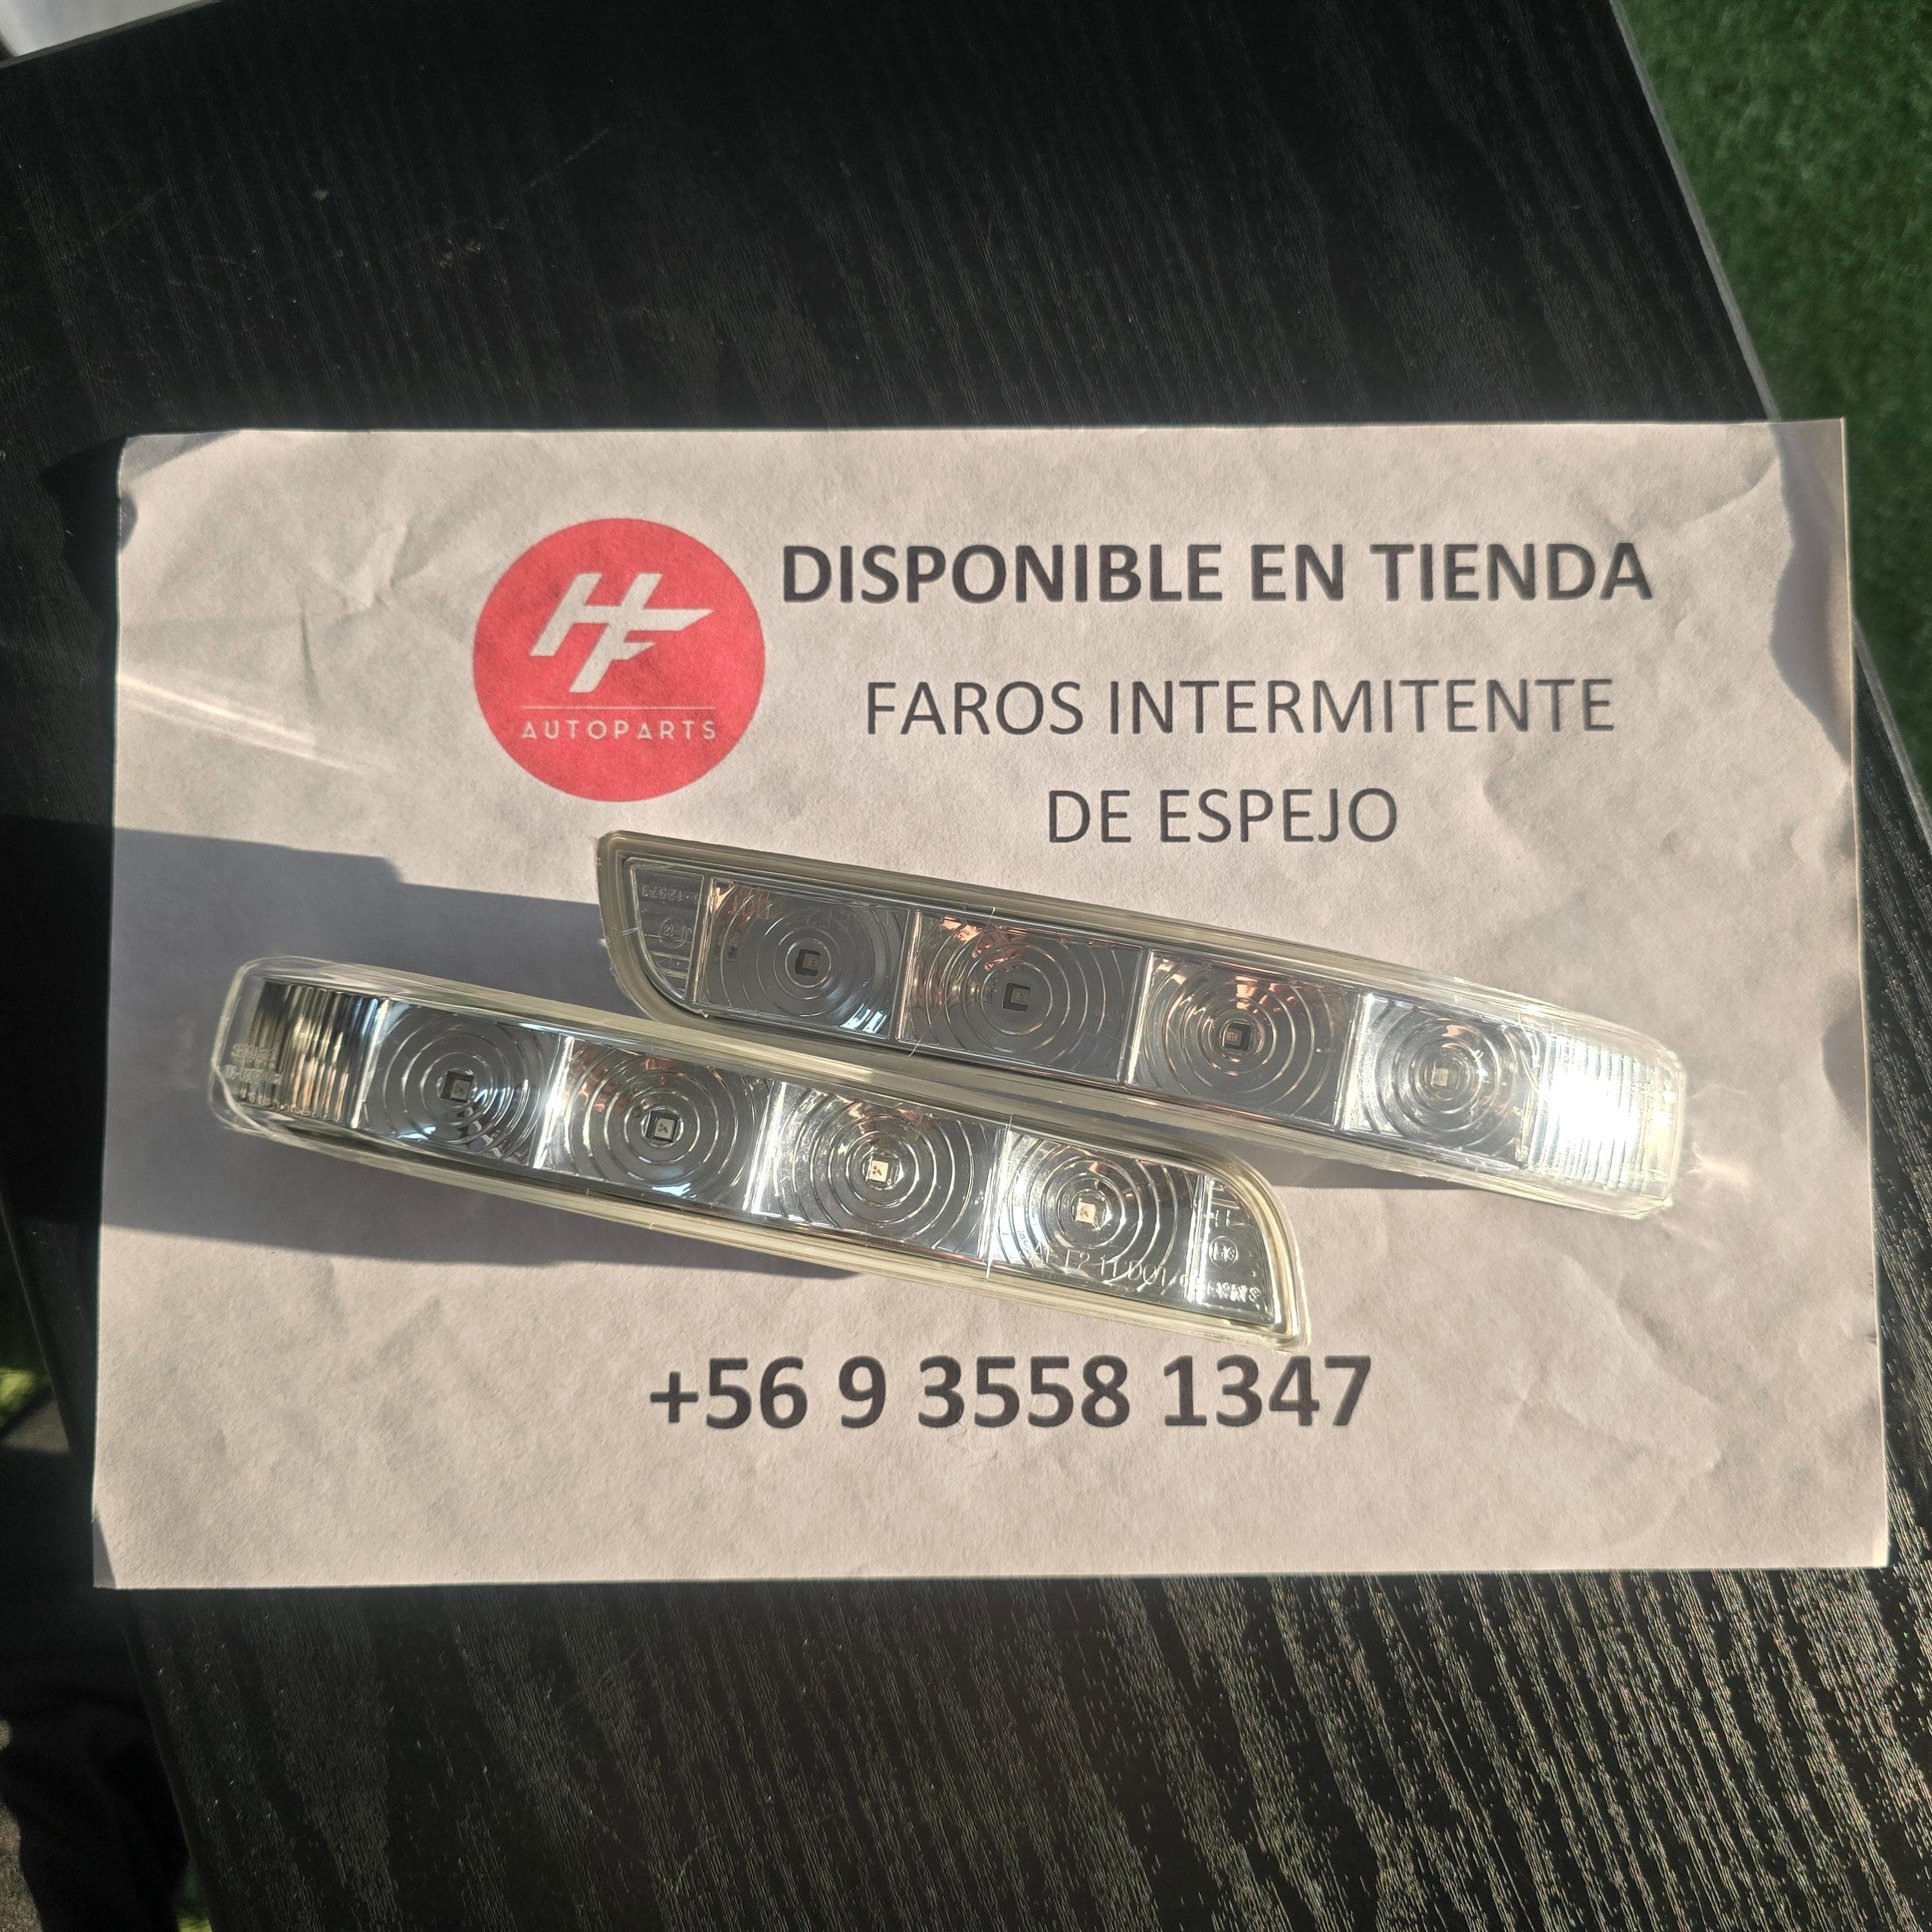 HF
AUTOPARTS
DISPONIBLE EN TIENDA
FAROS INTERMITENTE
DE ESPEJO
+56 9 3558 1347